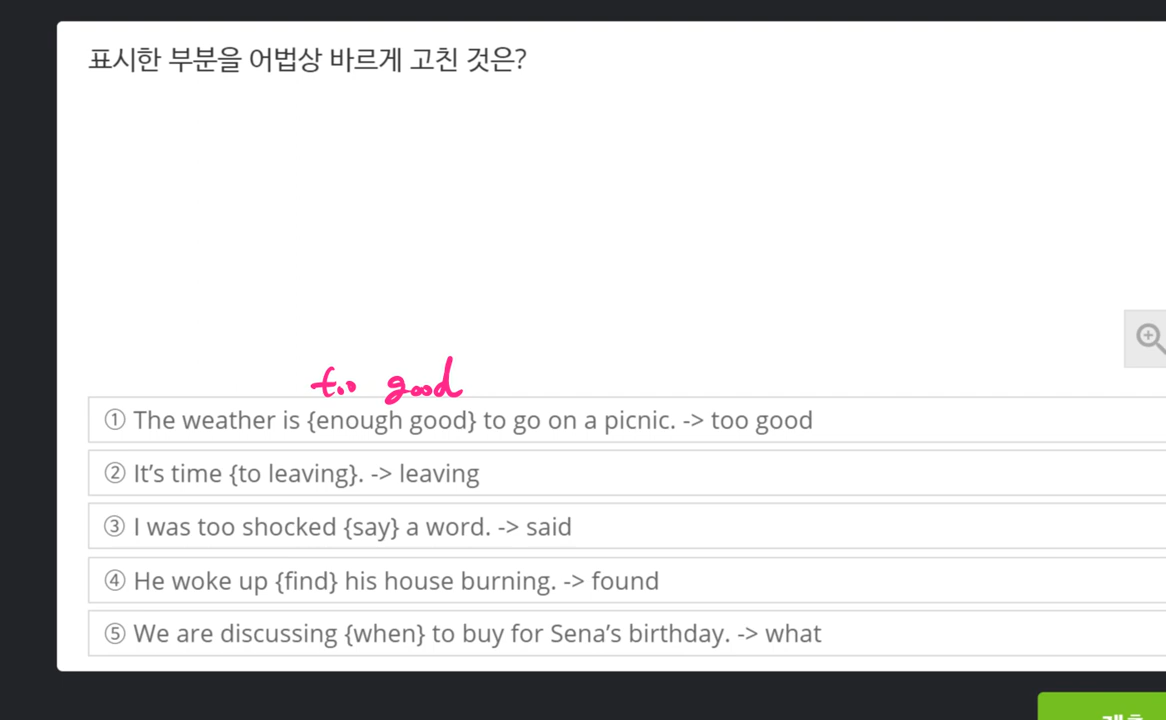 표시한 부분을 어법상 바르게 고친 것은?
too good
① The weather is {enough good} to go on a picnic. -> too good
② It’s time {to leaving}. -> leaving
③ I was too shocked {say} a word. -> said
④ He woke up {find} his house burning. -> found
⑤ We are discussing {when} to buy for Sena’s birthday. -> what